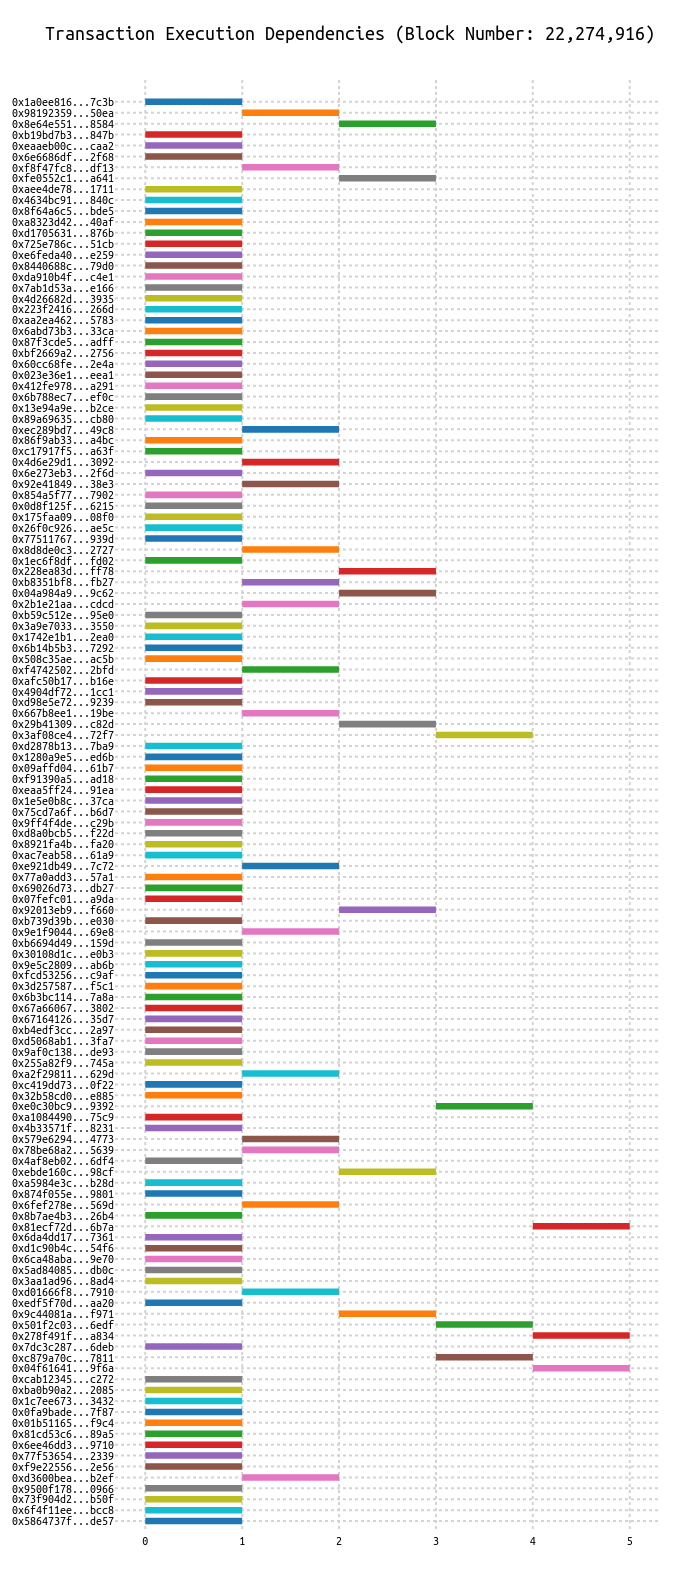 Transaction Execution Dependencies (Block Number: 22,274,916)
0x1a0ee816...7c3b
0x98192359...50ea
0x8e64e551...8584
0xb19bd7b3...847b
0xeaaeb00c...caa2
0x6e6686df...2f68
0xf8f47fc8...df13
0xfe0552c1...a641
0xaee4de78...1711
0x4634bc91...840c
0x8f64a6c5...bde5
0xa8323d42...40af
0xd1705631...876b
0x725e786c...51cb
0xe6feda40...e259
0x8440688c...79d0
0xda910b4f...c4e1
0x7ab1d53a...e166
0x4d26682d...3935
0x223f2416...266d
0xaa2ea462...5783
0x6abd73b3...33ca
0x87f3cde5...adff
0xbf2669a2...2756
0x60cc68fe...2e4a
0x023e36e1...eea1
0x412fe978...a291
0x6b788ec7...ef0c
0x13e94a9e...b2ce
0x89a69635...cb80
0xec289bd7...49c8
0x86f9ab33...a4bc
0xc17917f5...a63f
0x4d6e29d1...3092
0x6e273eb3...2f6d
0x92e41849...38e3
0x854a5f77...7902
0x0d8f125f...6215
0x175faa09...08f0
0x26f0c926...ae5c
0x77511767...939d
0x8d8de0c3...2727
0x1ec6f8df...fd02
0x228ea83d...ff78
0xb8351bf8...fb27
0x04a984a9...9c62
0x2b1e21aa...cdcd
0xb59c512e...95e0
0x3a9e7033...3550
0x1742e1b1...2ea0
0x6b14b5b3...7292
0x508c35ae...ac5b
0xf4742502...2bfd
0xafc50b17...b16e
0x4904df72...1cc1
0xd98e5e72...9239
0x667b8ee1...19be
0x29b41309...c82d
0x3af08ce4...72f7
0xd2878b13...7ba9
0x1280a9e5...ed6b
0x09affd04...61b7
0xf91390a5...ad18
0xeaa5ff24...91ea
0x1e5e0b8c...37ca
0x75cd7a6f...b6d7
0x9ff4f4de...c29b
0xd8a0bcb5...f22d
0x8921fa4b...fa20
0xac7eab58...61a9
0xe921db49...7c72
0x77a0add3...57a1
0x69026d73...db27
0x07fefc01...a9da
0x92013eb9...f660
0xb739d39b...e030
0x9e1f9044...69e8
0xb6694d49...159d
0x30108d1c...e0b3
0x9e5c2809...ab6b
0xfcd53256...c9af
0x3d257587...f5c1
0x6b3bc114...7a8a
0x67a66067...3802
0x67164126...35d7
0xb4edf3cc...2a97
0xd5068ab1...3fa7
0x9af0c138...de93
0x255a82f9...745a
0xa2f29811...629d
0xc419dd73...0f22
0x32b58cd0...e885
0xe0c30bc9...9392
0xa1084490...75c9
0x4b33571f...8231
0x579e6294...4773
0x78be68a2...5639
0x4af8eb02...6df4
0xebde160c...98cf
0xa5984e3c...b28d
0x874f055e...9801
0x6fef278e...569d
0x8b7ae4b3...26b4
0x81ecf72d...6b7a
0x6da4dd17...7361
0xd1c90b4c...54f6
0x6ca48aba...9e70
0x5ad84085...db0c
0x3aa1ad96...8ad4
0xd01666f8...7910
0xedf5f70d...aa20
0x9c44081a...f971
0x501f2c03...6edf
0x278f491f...a834
0x7dc3c287...6deb
0xc879a70c...7811
0x04f61641...9f6a
0xcab12345...c272
0xba0b90a2...2085
0x1c7ee673...3432
0x0fa9bade...7f87
0x01b51165...f9c4
0x81cd53c6...89a5
0x6ee46dd3...9710
0x77f53654...2339
0xf9e22556...2e56
0xd3600bea...b2ef
0x9500f178...0966
0x73f904d2...b50f
0x6f4f11ee...bcc8
0x5864737f...de57
0 1 2 3 4 5